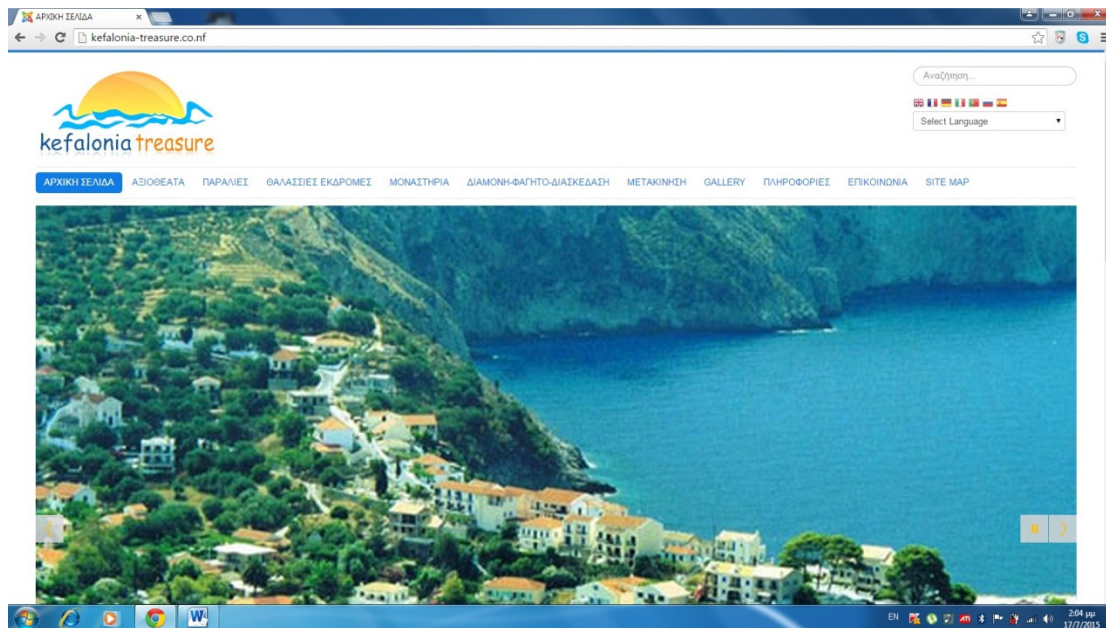 ΑΡΧΙΚΗ ΣΕΛΙΔΑ
kefalonia-treasure.co.nf
Αναζήτηση...
Select Language
kefalonia treasure
ΑΡΧΙΚΗ ΣΕΛΙΔΑ ΑΞΙΟΘΕΑΤΑ ΠΑΡΑΛΙΕΣ ΘΑΛΑΣΣΙΕΣ ΕΚΔΡΟΜΕΣ ΜΟΝΑΣΤΗΡΙΑ ΔΙΑΜΟΝΗ-ΦΑΓΗΤΟ-ΔΙΑΣΚΕΔΑΣΗ ΜΕΤΑΚΙΝΗΣΗ GALLERY ΠΛΗΡΟΦΟΡΙΕΣ ΕΠΙΚΟΙΝΩΝΙΑ SITE MAP
EN
2:04 μμ
17/7/2015